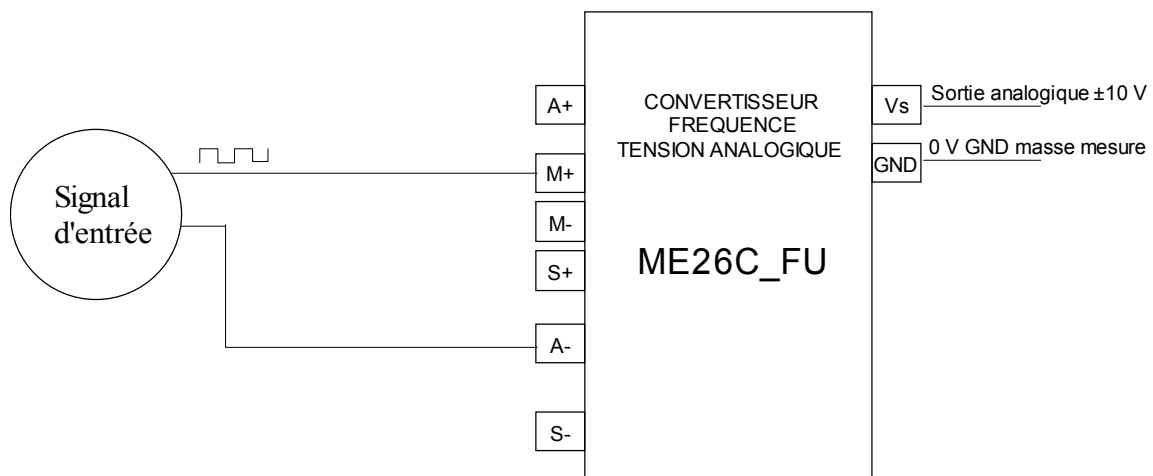 Signal
d'entrée
A+
M+
M-
S+
A-
S-
CONVERTISSEUR
FREQUENCE
TENSION ANALOGIQUE
ME26C_FU
Vs
Sortie analogique ±10 V
GND
0 V GND masse mesure